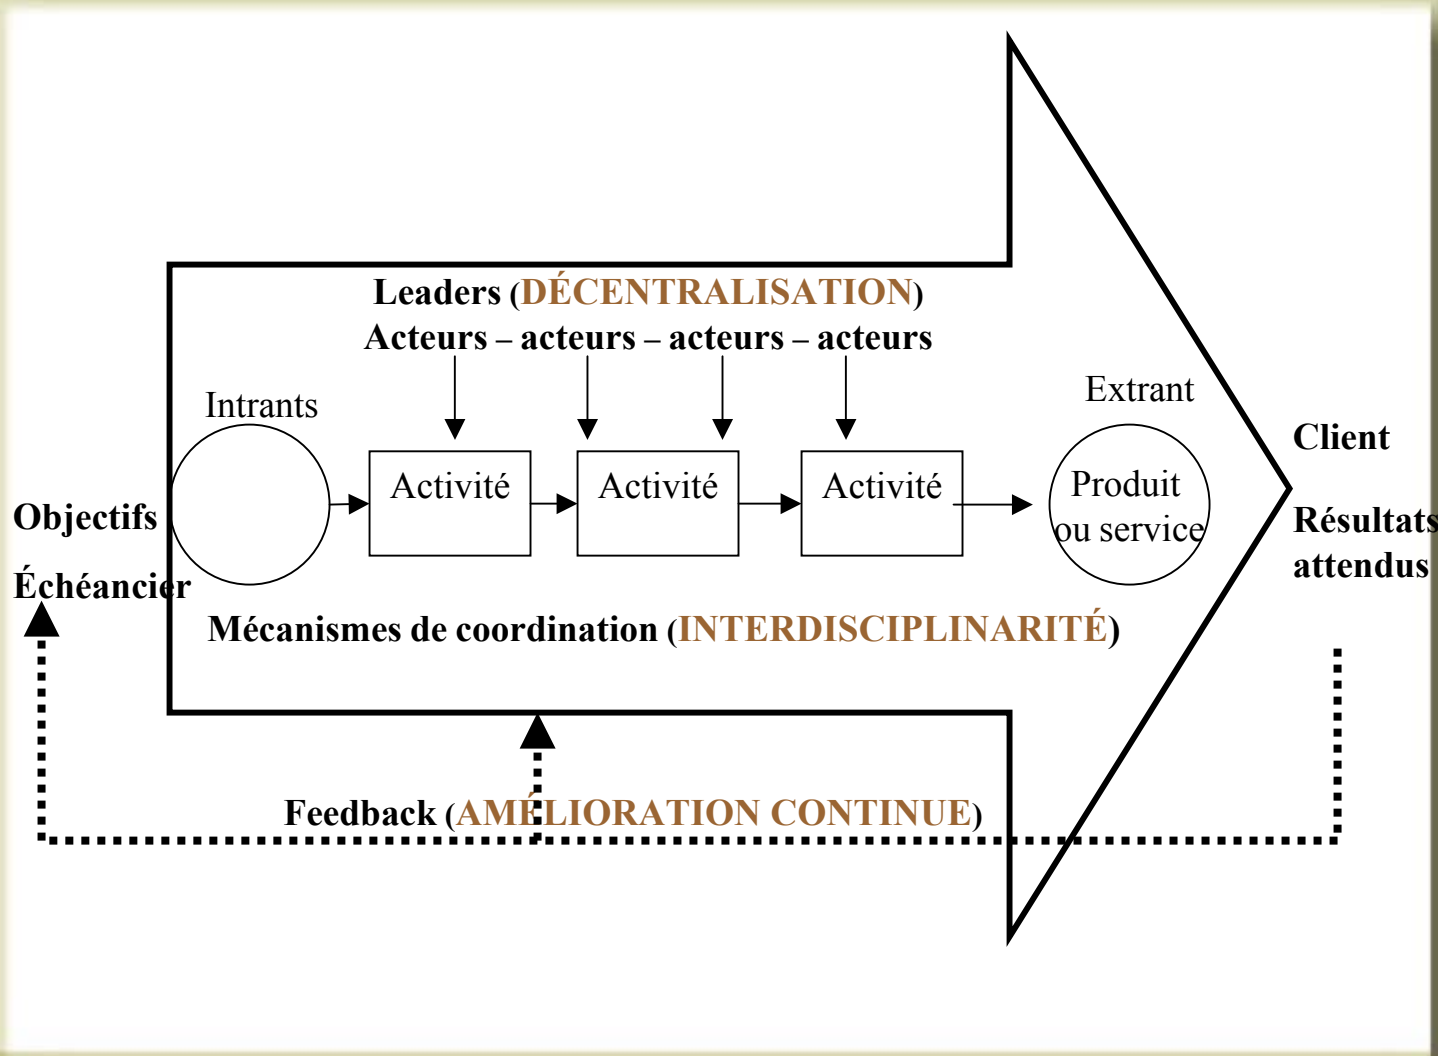 Leaders (DÉCENTRALISATION)
Acteurs – acteurs – acteurs – acteurs
Intrants
Extrant
Activité
Activité
Activité
Produit
ou service
Client
Résultats
attendus
Objectifs
Échéancier
Mécanismes de coordination (INTERDISCIPLINARITÉ)
Feedback (AMÉLIORATION CONTINUE)